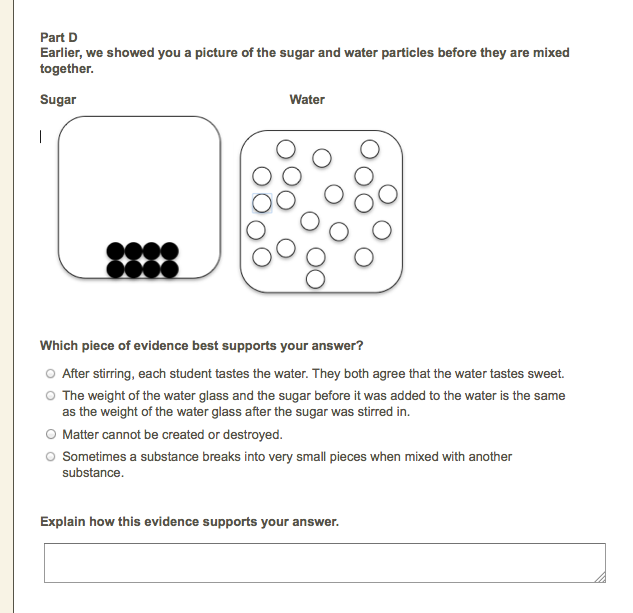 Part D
Earlier, we showed you a picture of the sugar and water particles before they are mixed
together.
Sugar Water
Which piece of evidence best supports your answer?
After stirring, each student tastes the water. They both agree that the water tastes sweet.
The weight of the water glass and the sugar before it was added to the water is the same
as the weight of the water glass after the sugar was stirred in.
Matter cannot be created or destroyed.
Sometimes a substance breaks into very small pieces when mixed with another
substance.
Explain how this evidence supports your answer.